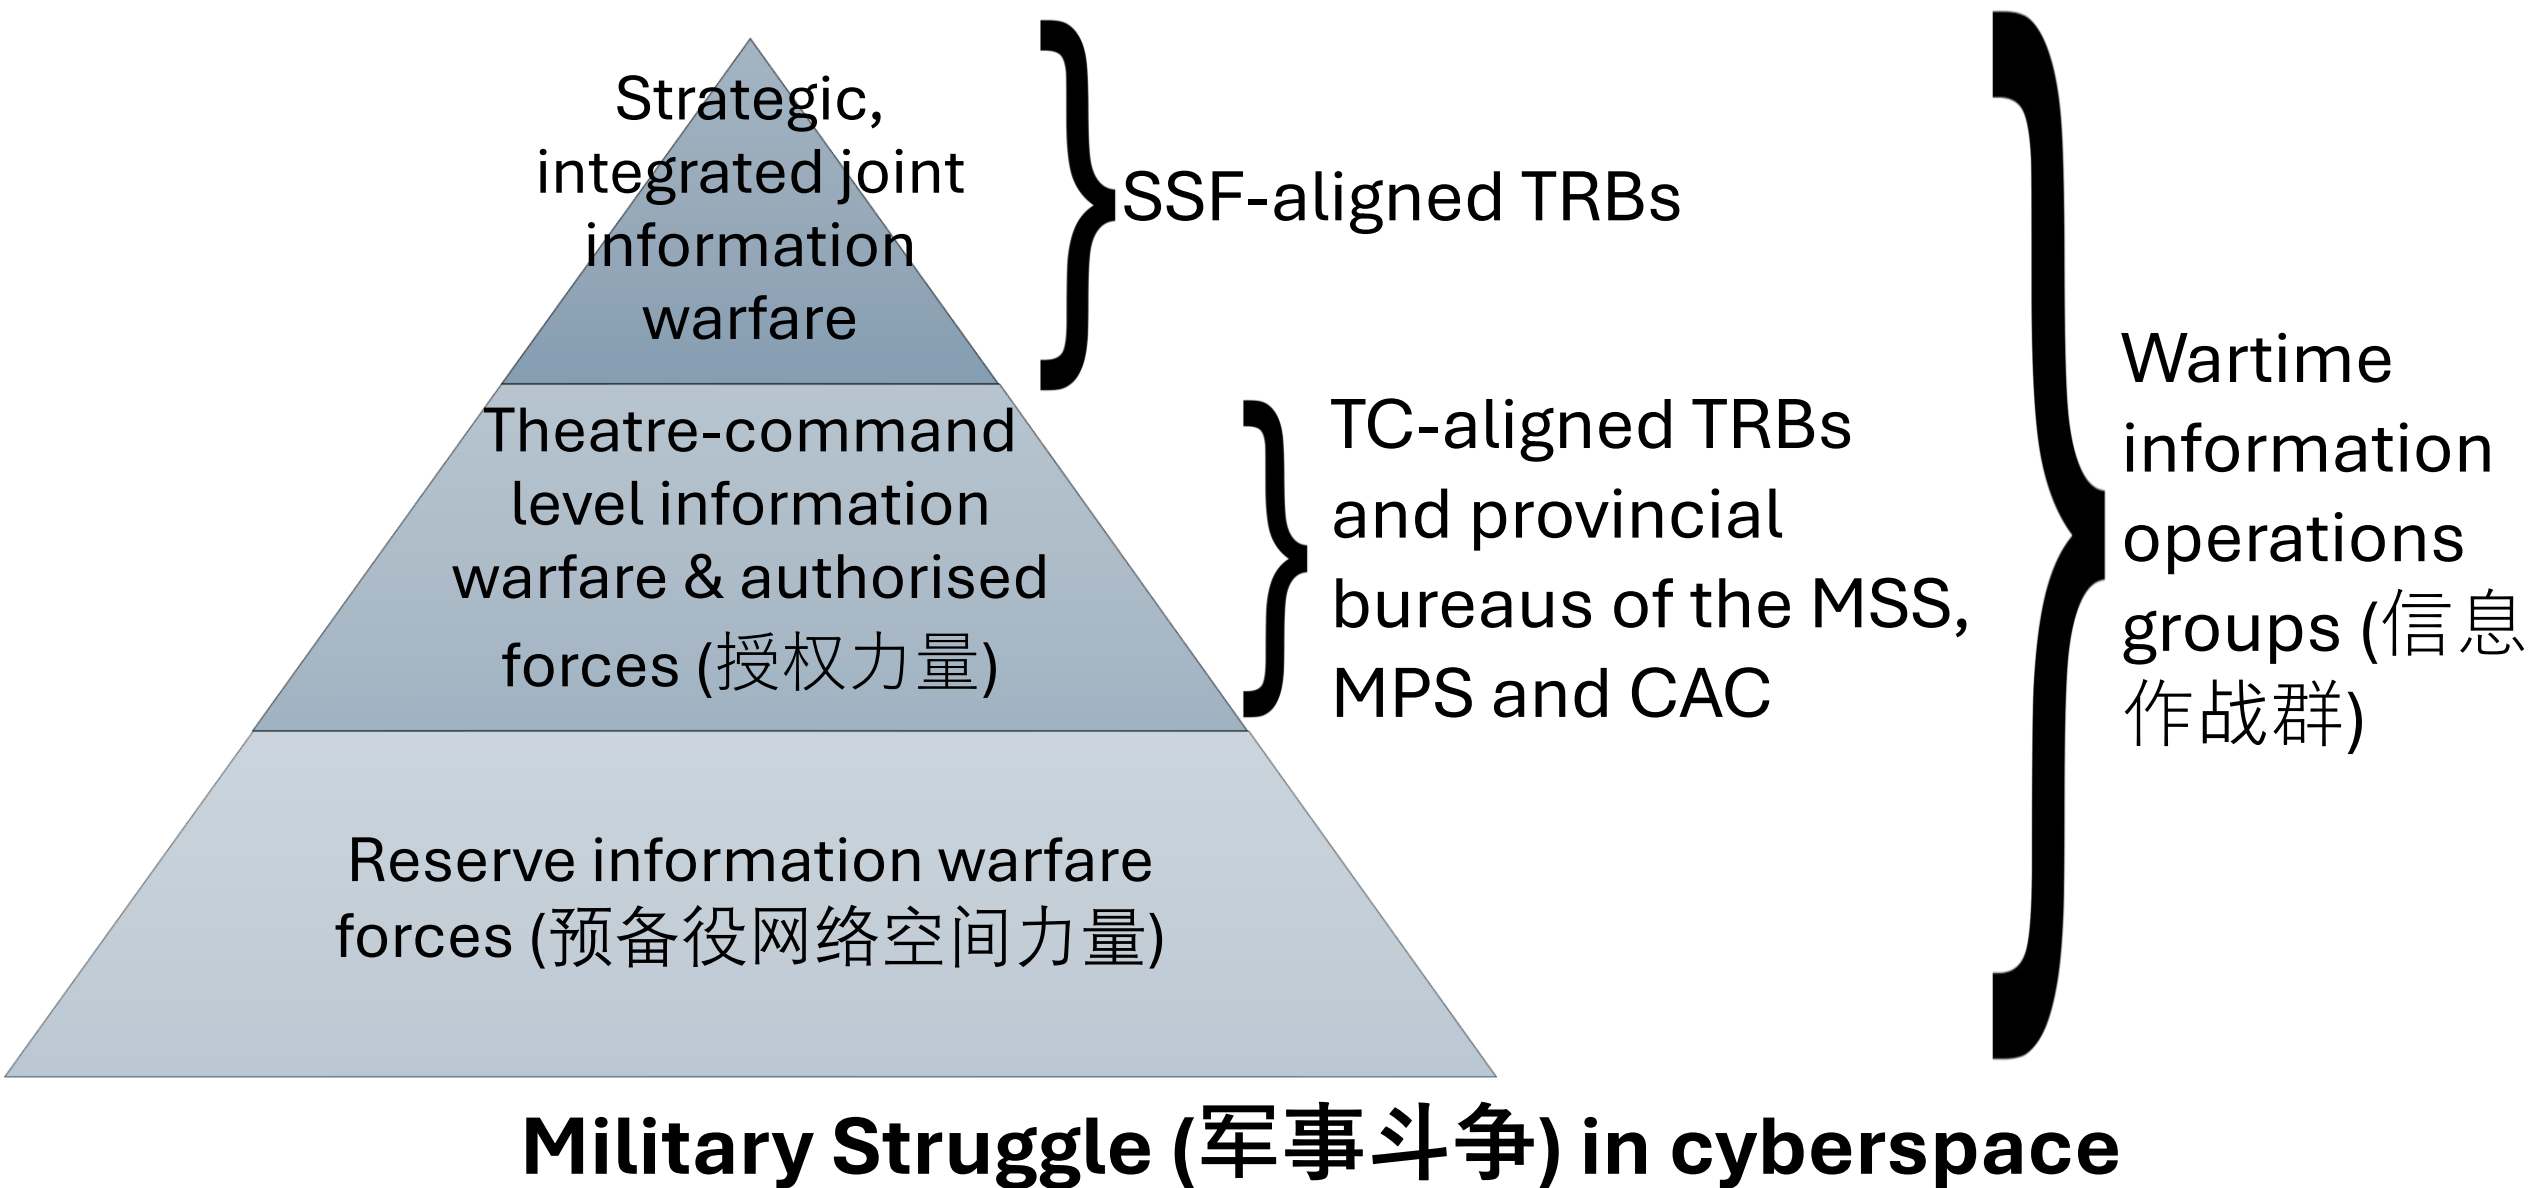 Strategic,
integrated joint
information
warfare
SSF-aligned TRBs
Theatre-command
level information
warfare & authorised
forces (授权力量)
TC-aligned TRBs
and provincial
bureaus of the MSS,
MPS and CAC
Reserve information warfare
forces (预备役网络空间力量)
Wartime
information
operations
groups (信息
作战群)
Military Struggle (军事斗争) in cyberspace